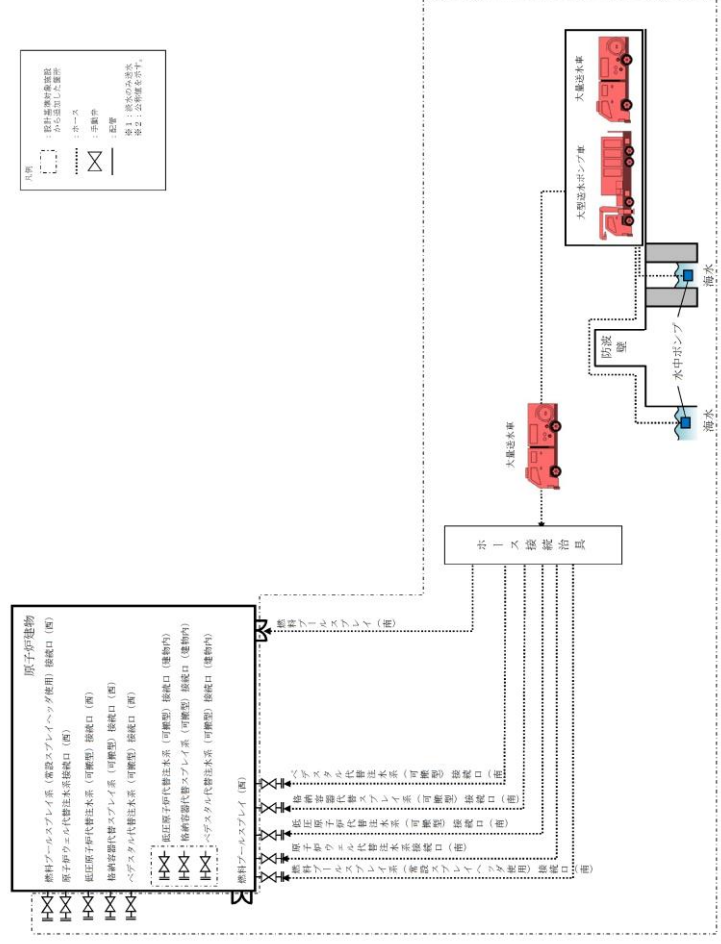 原子炉建物
燃料プールスプレイ系（常設スプレイヘッダ使用）接続口（西）
原子炉ウェル代替注水系接続口（西）
低圧原子炉代替注水系（可搬型）接続口（西）
格納容器代替スプレイ系（可搬型）接続口（西）
ペデスタル代替注水系（可搬型）接続口（西）
低圧原子炉代替注水系（可搬型）接続口（建物内）
格納容器代替スプレイ系（可搬型）接続口（建物内）
ペデスタル代替注水系（可搬型）接続口（建物内）
燃料プールスプレイ（西）
燃料プールスプレイ系（常設スプレイヘッダ使用）接続口（南）
原子炉ウェル代替注水系接続口（南）
低圧原子炉代替注水系（可搬型）接続口（南）
格納容器代替スプレイ系（可搬型）接続口（南）
ペデスタル代替注水系（可搬型）接続口（南）
燃料プールスプレイ（南）
ホース接続治具
大量送水車
防波
壁
水中ポンプ
海水
海水
大型送水ポンプ車
大量送水車
凡例
：設計基準対象施設
から追加した箇所
：ホース
：手動弁
：配管
※１：淡水のみ送水
※２：公称値を示す。